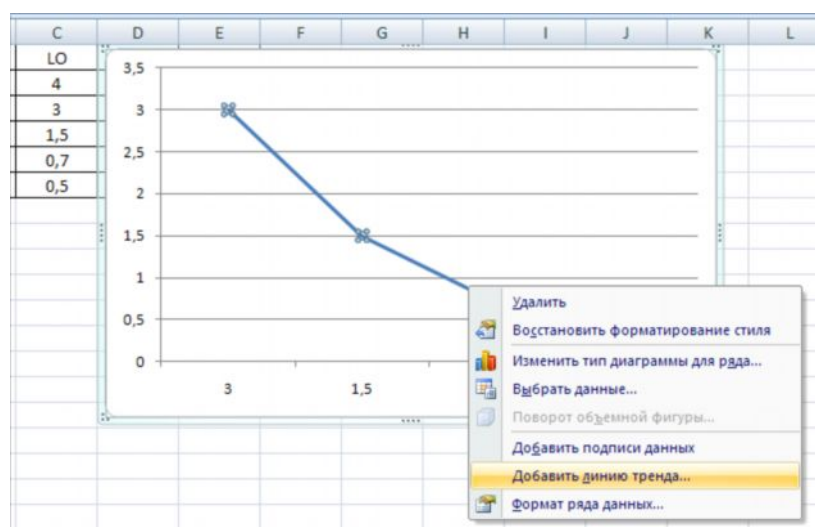 C D E F G H I J K L
LO
4
3
1,5
0,7
0,5
3,5
3
2,5
2
1,5
1
0,5
0
3 1,5
Удалить
Восстановить форматирование стиля
Изменить тип диаграммы для ряда...
Выбрать данные...
Поворот объемной фигуры...
Добавить подписи данных
Добавить линию тренда...
Формат ряда данных...